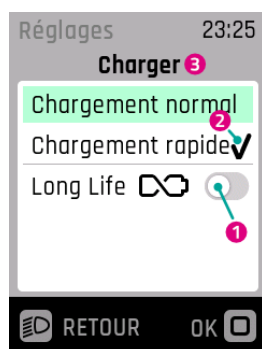 Réglages 23:25
Charger 3
Chargement normal
2
Chargement rapide
Long Life
1
RETOUR OK